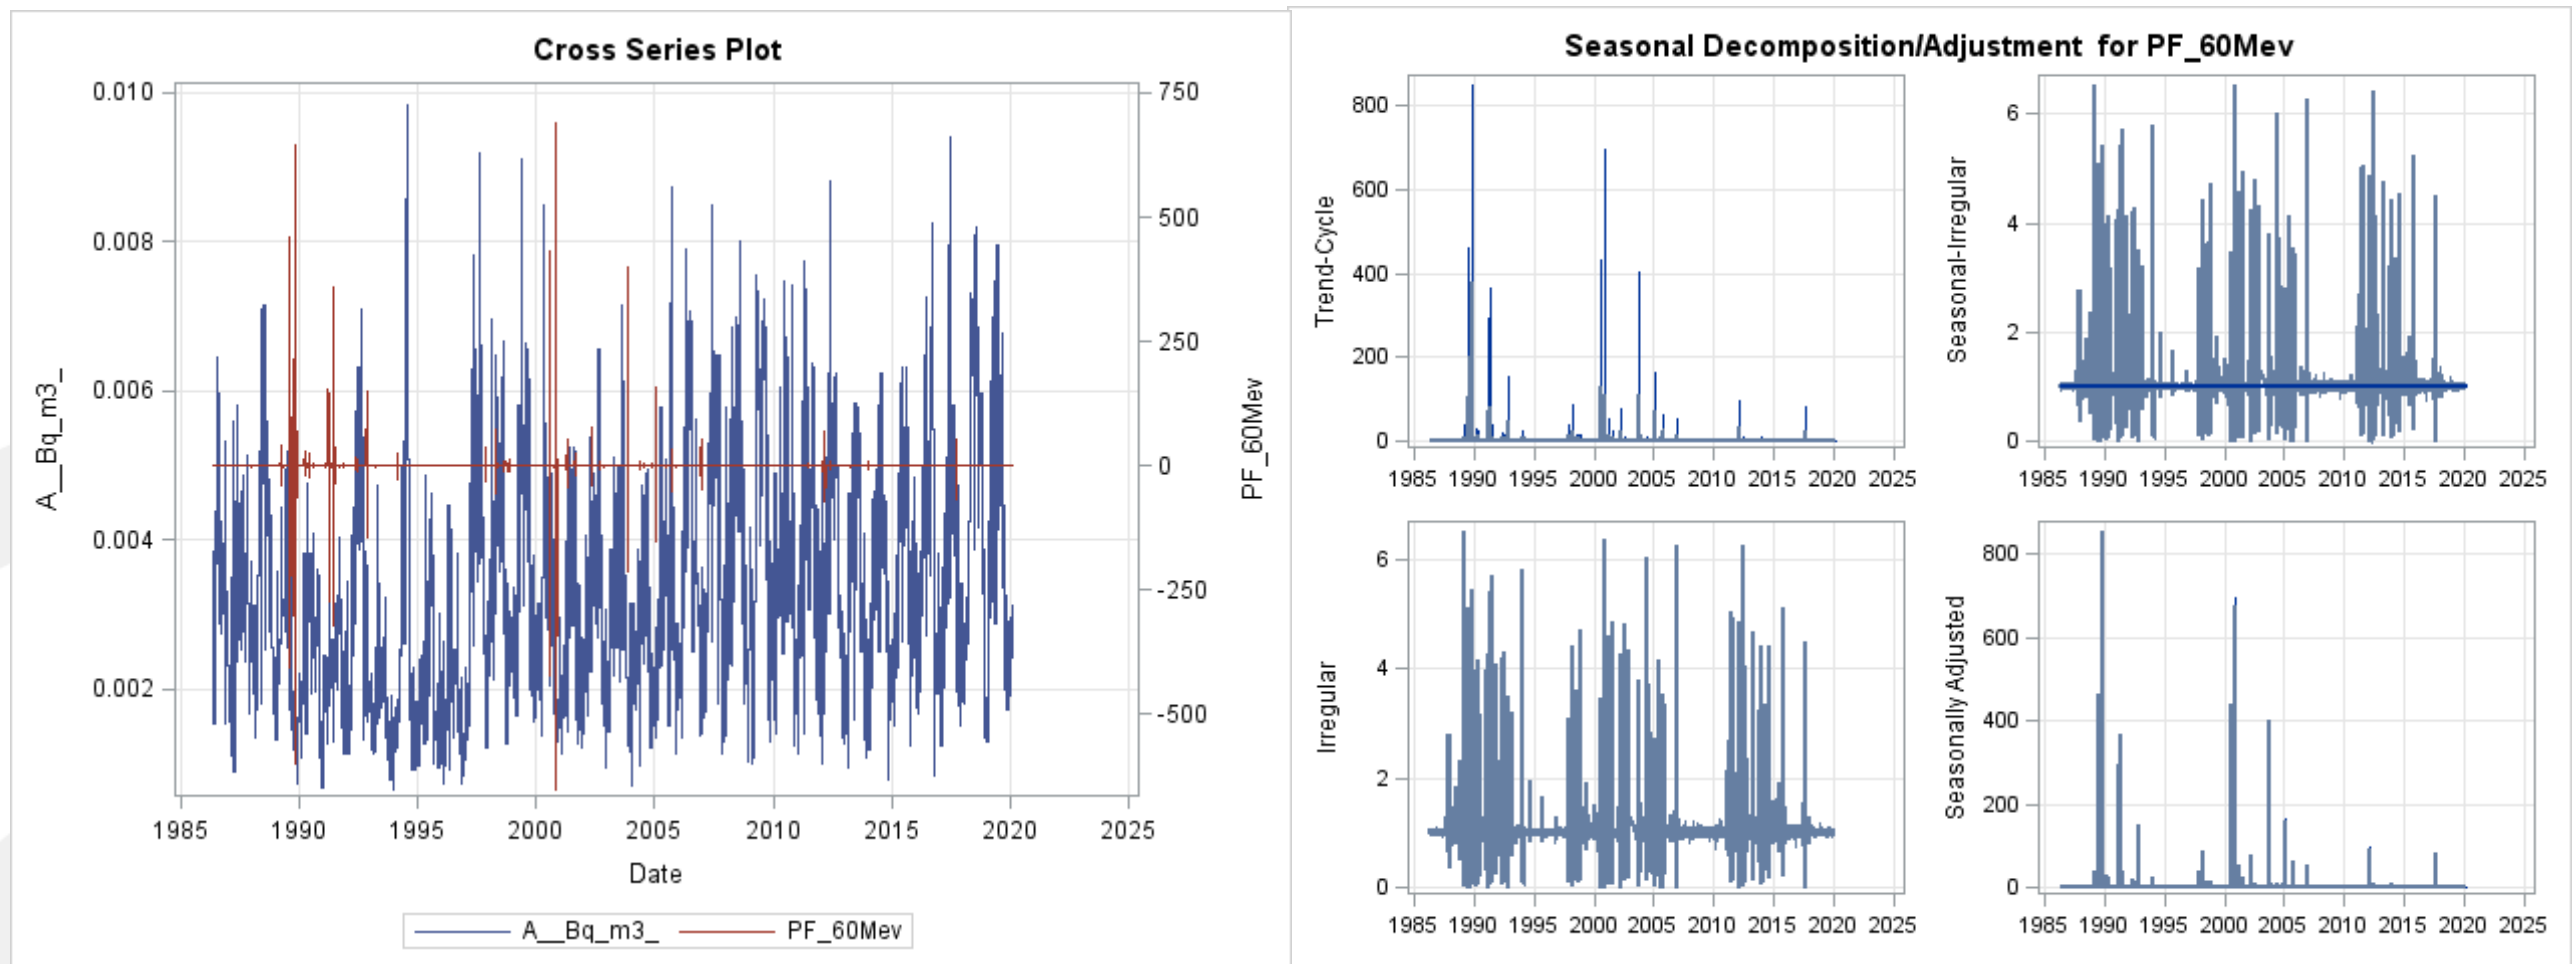 Cross Series Plot
0.010
0.008
0.006
0.004
0.002
A__Bq_m3_
750
500
250
0
-250
-500
PF_60Mev
1985 1990 1995 2000 2005 2010 2015 2020 2025
Date
A__Bq_m3_ PF_60Mev
Seasonal Decomposition/Adjustment for PF_60Mev
Trend-Cycle
800
600
400
200
0
1985 1990 1995 2000 2005 2010 2015 2020 2025
Seasonal-Irregular
6
4
2
0
1985 1990 1995 2000 2005 2010 2015 2020 2025
Irregular
6
4
2
0
1985 1990 1995 2000 2005 2010 2015 2020 2025
Seasonally Adjusted
800
600
400
200
0
1985 1990 1995 2000 2005 2010 2015 2020 2025